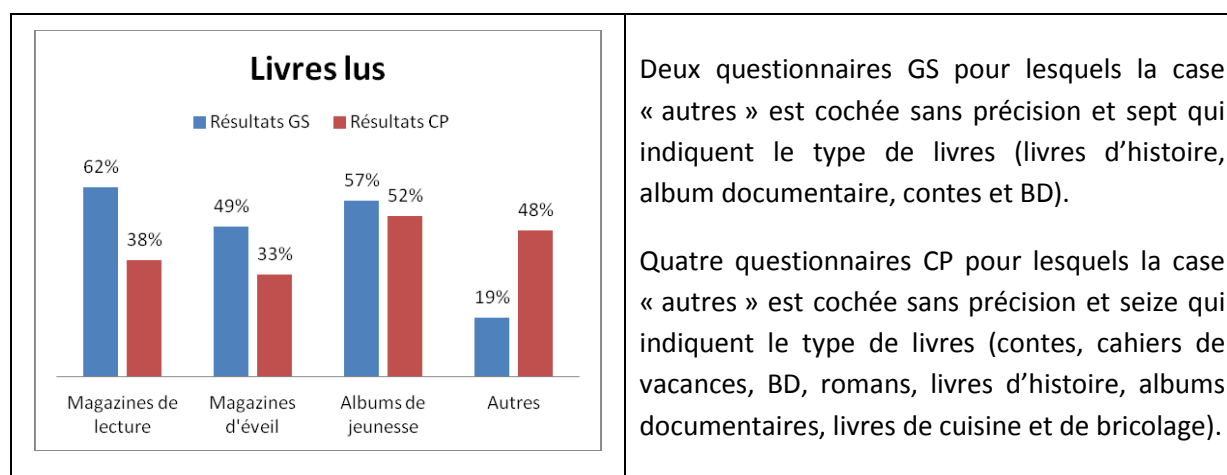 Livres lus
Résultats GS Résultats CP
62%
38%
49%
33%
57%
52%
19%
48%
Magazines de lecture
Magazines d'éveil
Albums de jeunesse
Autres
Deux questionnaires GS pour lesquels la case
« autres » est cochée sans précision et sept qui
indiquent le type de livres (livres d’histoire,
album documentaire, contes et BD).
Quatre questionnaires CP pour lesquels la case
« autres » est cochée sans précision et seize qui
indiquent le type de livres (contes, cahiers de
vacances, BD, romans, livres d’histoire, albums
documentaires, livres de cuisine et de bricolage).